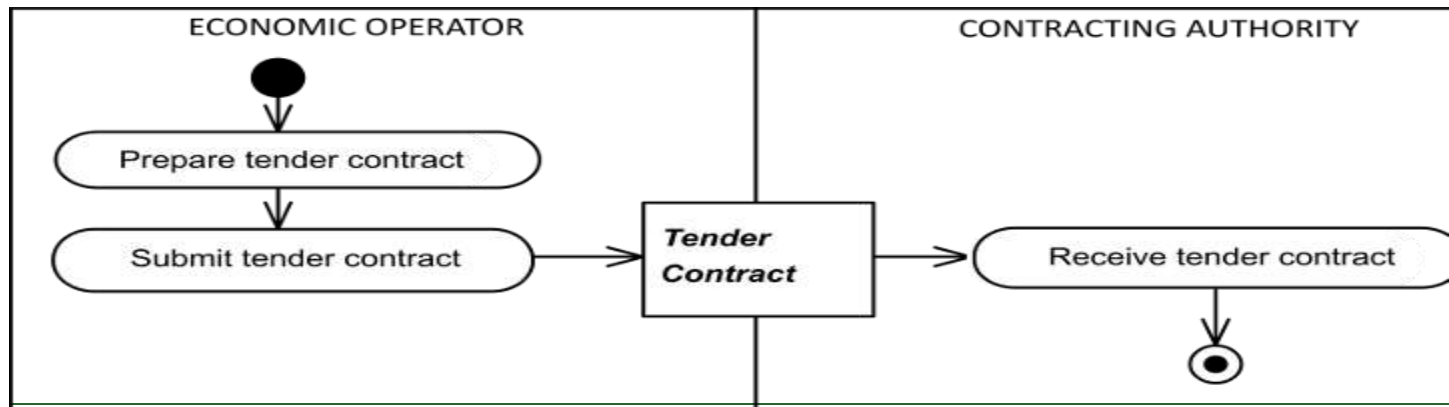 ECONOMIC OPERATOR
CONTRACTING AUTHORITY
Prepare tender contract
Submit tender contract
Tender
Contract
Receive tender contract